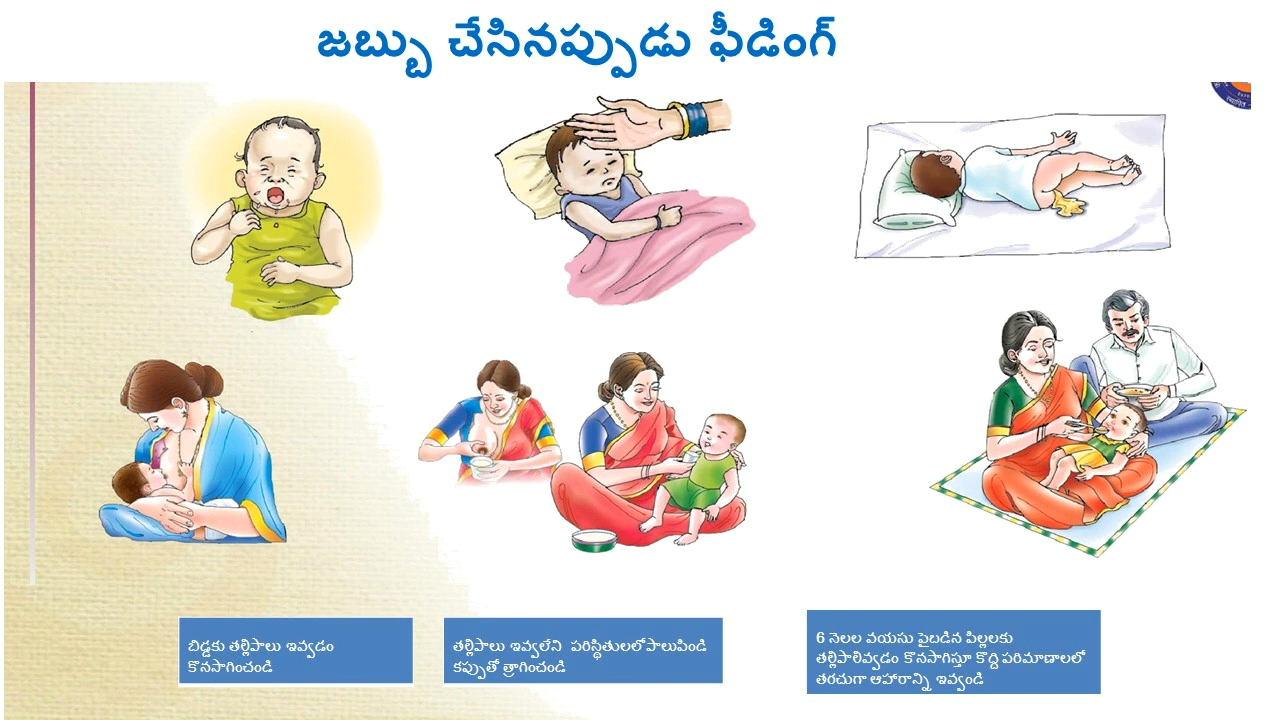 జబ్బు చేసినప్పుడు ఫీడింగ్
బిడ్డకు తల్లిపాలు ఇవ్వడం
కొనసాగించండి
తల్లిపాలు ఇవ్వలేని పరిస్థితులలోపాలుపిండి
కప్పుతో త్రాగించండి
6 నెలల వయసు పైబడిన పిల్లలకు
తల్లిపాలివ్వడం కొనసాగిస్తూ కొద్ది పరిమాణాలలో
తరచుగా ఆహారాన్ని ఇవ్వండి